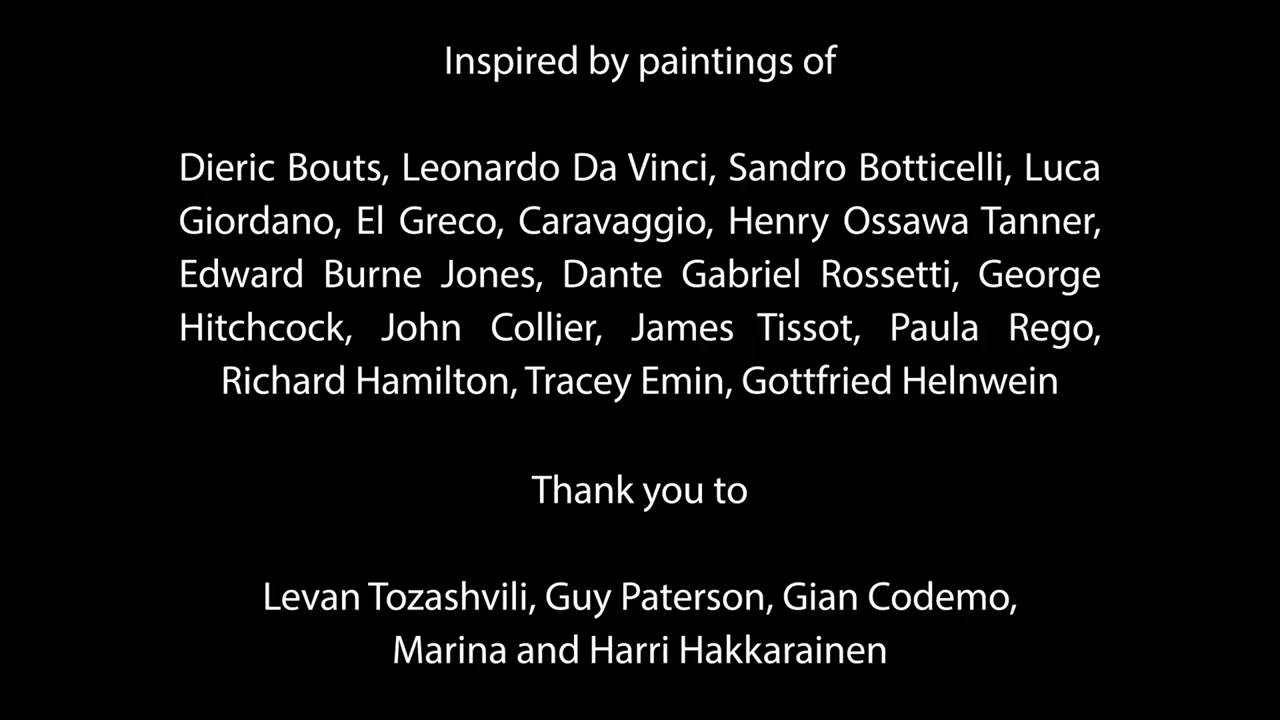 Inspired by paintings of
Dieric Bouts, Leonardo Da Vinci, Sandro Botticelli, Luca
Giordano, El Greco, Caravaggio, Henry Ossawa Tanner,
Edward Burne Jones, Dante Gabriel Rossetti, George
Hitchcock, John Collier, James Tissot, Paula Rego,
Richard Hamilton, Tracey Emin, Gottfried Helnwein
Thank you to
Levan Tozashvili, Guy Paterson, Gian Codemo,
Marina and Harri Hakkarainen